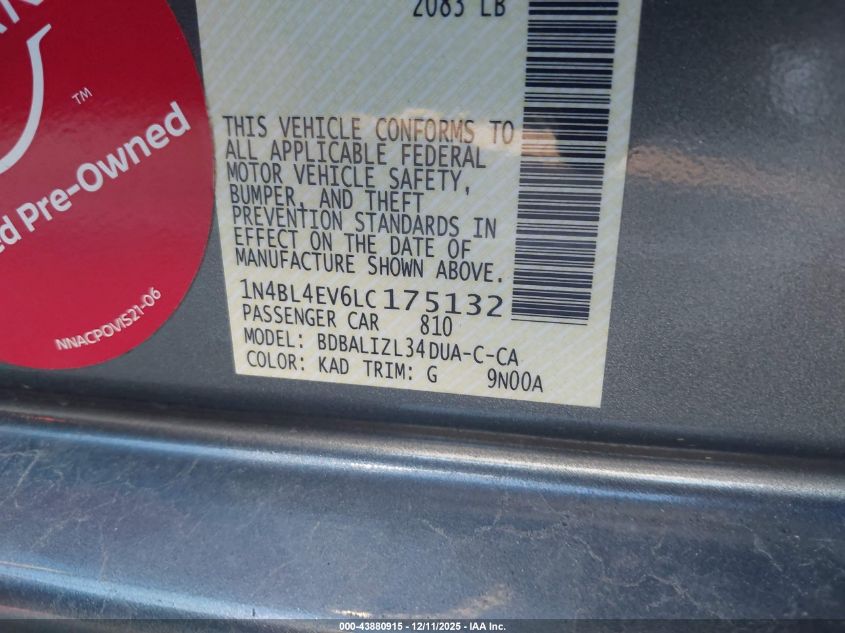 2083 LB
TM
ed Pre-Owned
NNACPOVIS21-06
THIS VEHICLE CONFORMS TO
ALL APPLICABLE FEDERAL
MOTOR VEHICLE SAFETY,
BUMPER, AND THEFT
PREVENTION STANDARDS IN
EFFECT ON THE DATE OF
MANUFACTURE SHOWN ABOVE.
1N4BL4EV6LC175132
PASSENGER CAR 810
MODEL: BDBALIZL34DUA-C-CA
COLOR: KAD TRIM: G 9N00A
000-43880915 - 12/11/2025 - IAA Inc.